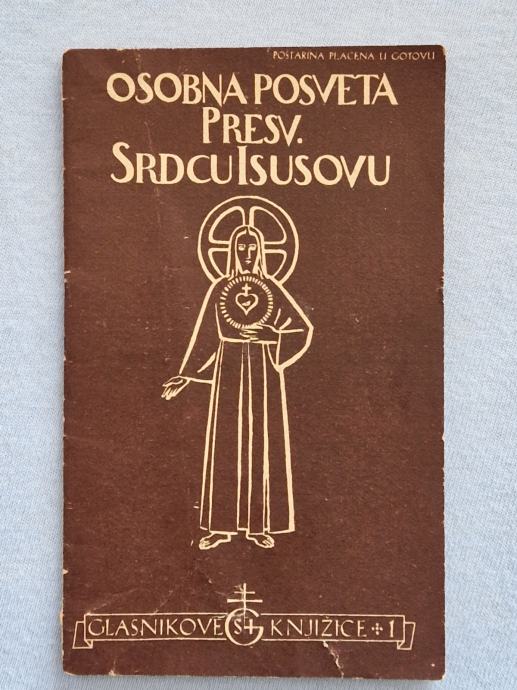 POŠTARINA PLAĆENA U GOTOVU
OSOBNA POSVETA
PRESV.
SRDCU ISUSOVU
GLASNIKOVE KNJIŽICE + 1